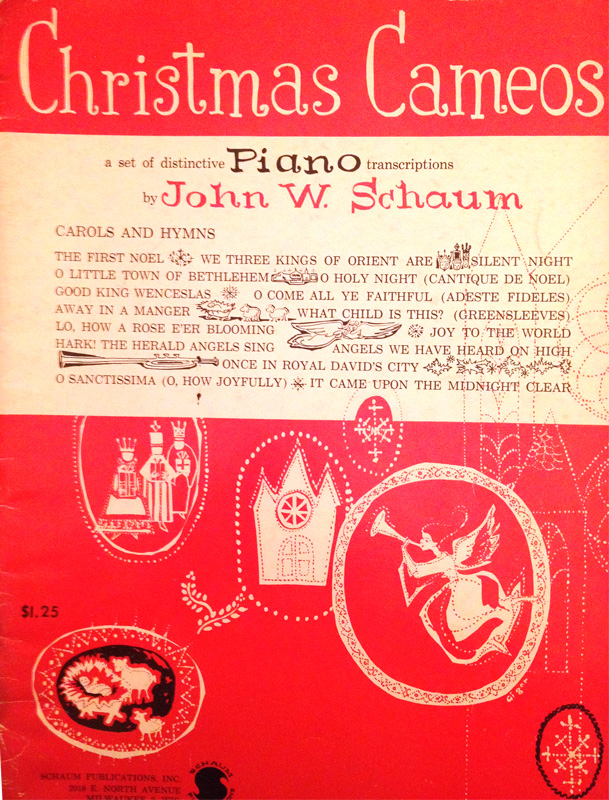 Christmas Cameos
a set of distinctive Piano transcriptions
by John W. Schaum
CAROLS AND HYMNS
THE FIRST NOEL WE THREE KINGS OF ORIENT ARE SILENT NIGHT
O LITTLE TOWN OF BETHLEHEM O HOLY NIGHT (CANTIQUE DE NOEL)
GOOD KING WENCESLAS O COME ALL YE FAITHFUL (ADESTE FIDELES)
AWAY IN A MANGER WHAT CHILD IS THIS? (GREENSLEEVES)
LO, HOW A ROSE E'ER BLOOMING JOY TO THE WORLD
HARK! THE HERALD ANGELS SING ANGELS WE HAVE HEARD ON HIGH
ONCE IN ROYAL DAVID'S CITY
O SANCTISSIMA (O, HOW JOYFULLY) IT CAME UPON THE MIDNIGHT CLEAR
$1.25
SCHAUM PUBLICATIONS, INC.
2018 E. NORTH AVENUE
MILWAUKEE 2, WIS.
SCHAUM